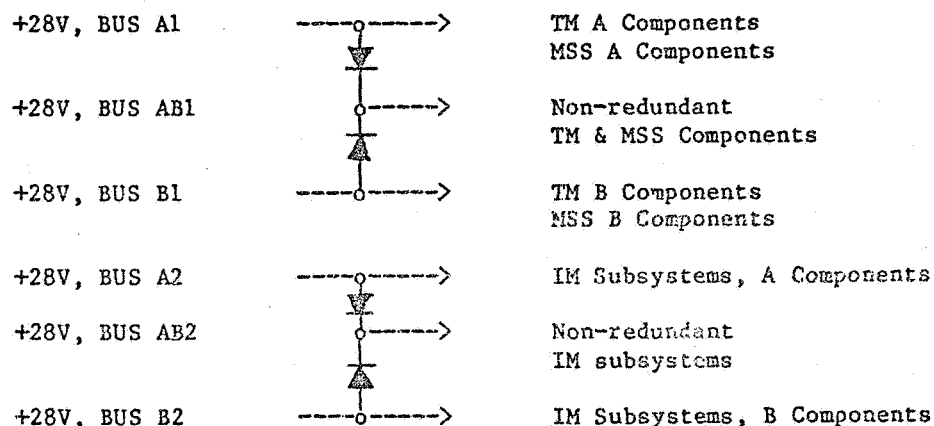 +28V, BUS A1 TM A Components
MSS A Components
+28V, BUS AB1 Non-redundant
TM & MSS Components
+28V, BUS B1 TM B Components
MSS B Components
+28V, BUS A2 IM Subsystems, A Components
+28V, BUS AB2 Non-redundant
IM subsystems
+28V, BUS B2 IM Subsystems, B Components